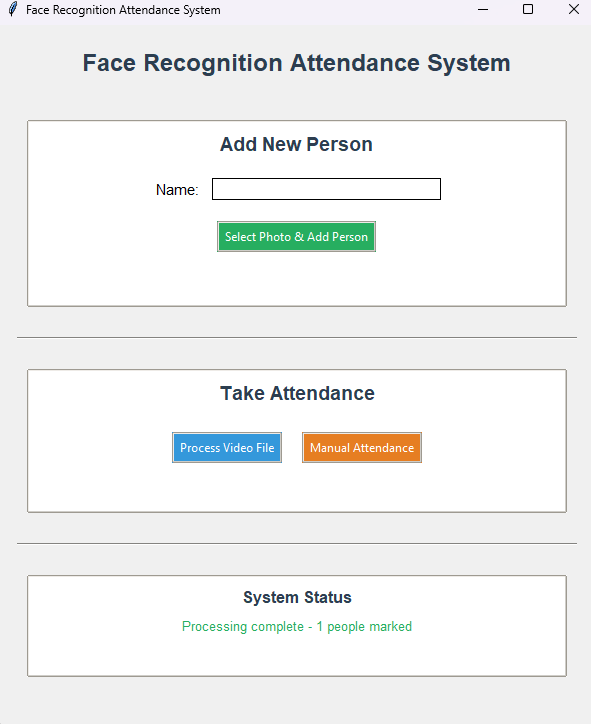 Face Recognition Attendance System
Face Recognition Attendance System
Add New Person
Name:
Select Photo & Add Person
Take Attendance
Process Video File Manual Attendance
System Status
Processing complete - 1 people marked